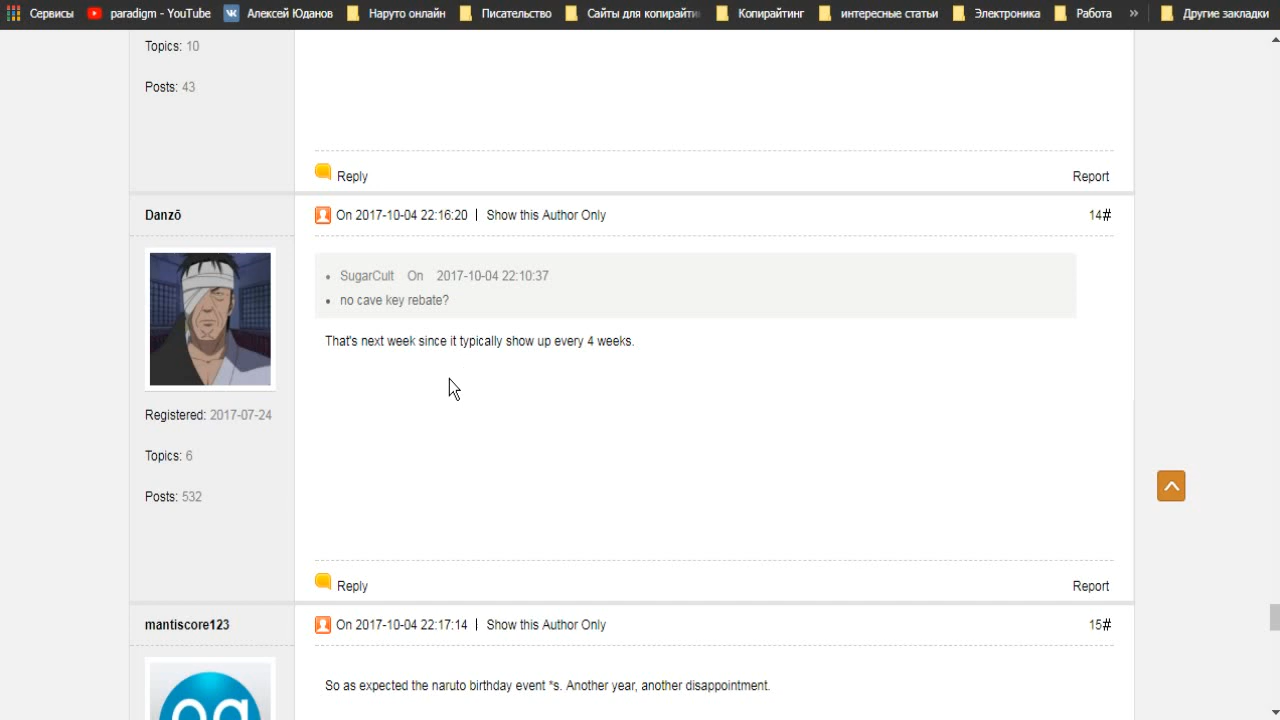 Сервисы paradigm - YouTube Алексей Юданов Наруто онлайн Писательство Сайты для копирайти Копирайтинг интересные статьи Электроника Работа » Другие закладки
Topics: 10
Posts: 43
Reply Report
Danzō On 2017-10-04 22:16:20 | Show this Author Only 14#
SugarCult On 2017-10-04 22:10:37
no cave key rebate?
That's next week since it typically show up every 4 weeks.
Registered: 2017-07-24
Topics: 6
Posts: 532
Reply Report
mantiscore123 On 2017-10-04 22:17:14 | Show this Author Only 15#
So as expected the naruto birthday event *s. Another year, another disappointment.